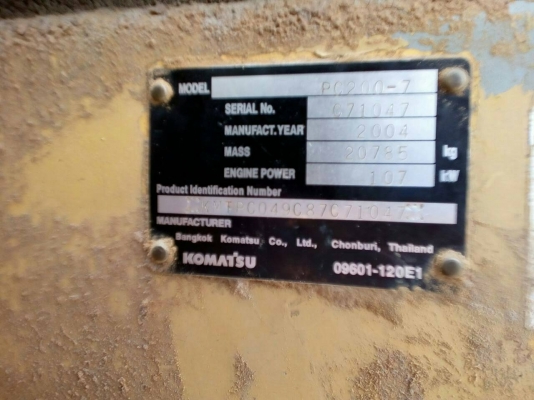 MODEL PC200-7
SERIAL No. C71047
MANUFACT.YEAR 2004
MASS 20785 kg
ENGINE POWER 107 kW
Product Identification Number
MANUFACTURER
Bangkok Komatsu Co., Ltd., Chonburi, Thailand
KOMATSU 09601-120E1